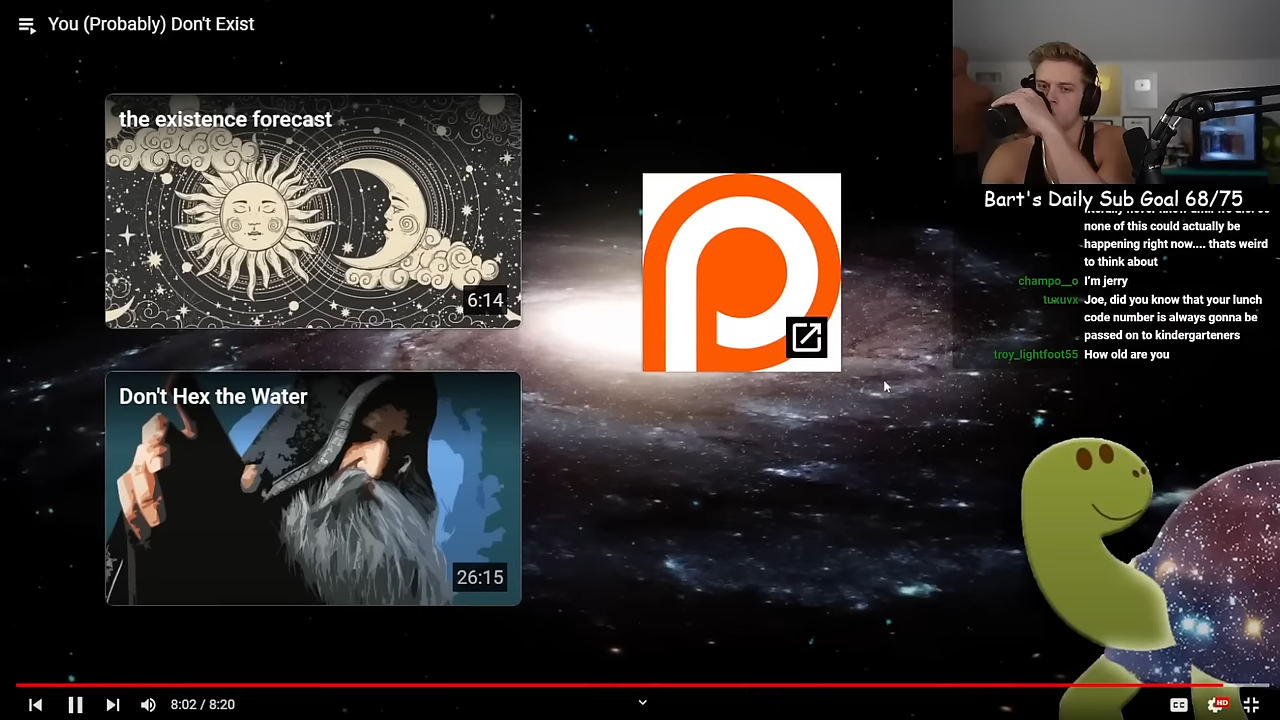 You (Probably) Don't Exist
the existence forecast
6:14
Don't Hex the Water
26:15
Bart's Daily Sub Goal 68/75
none of this could actually be
happening right now.... thats weird
to think about
champo__o I'm jerry
tuxuvx Joe, did you know that your lunch
code number is always gonna be
passed on to kindergarteners
troy_lightfoot55 How old are you
8:02 / 8:20
CC
HD